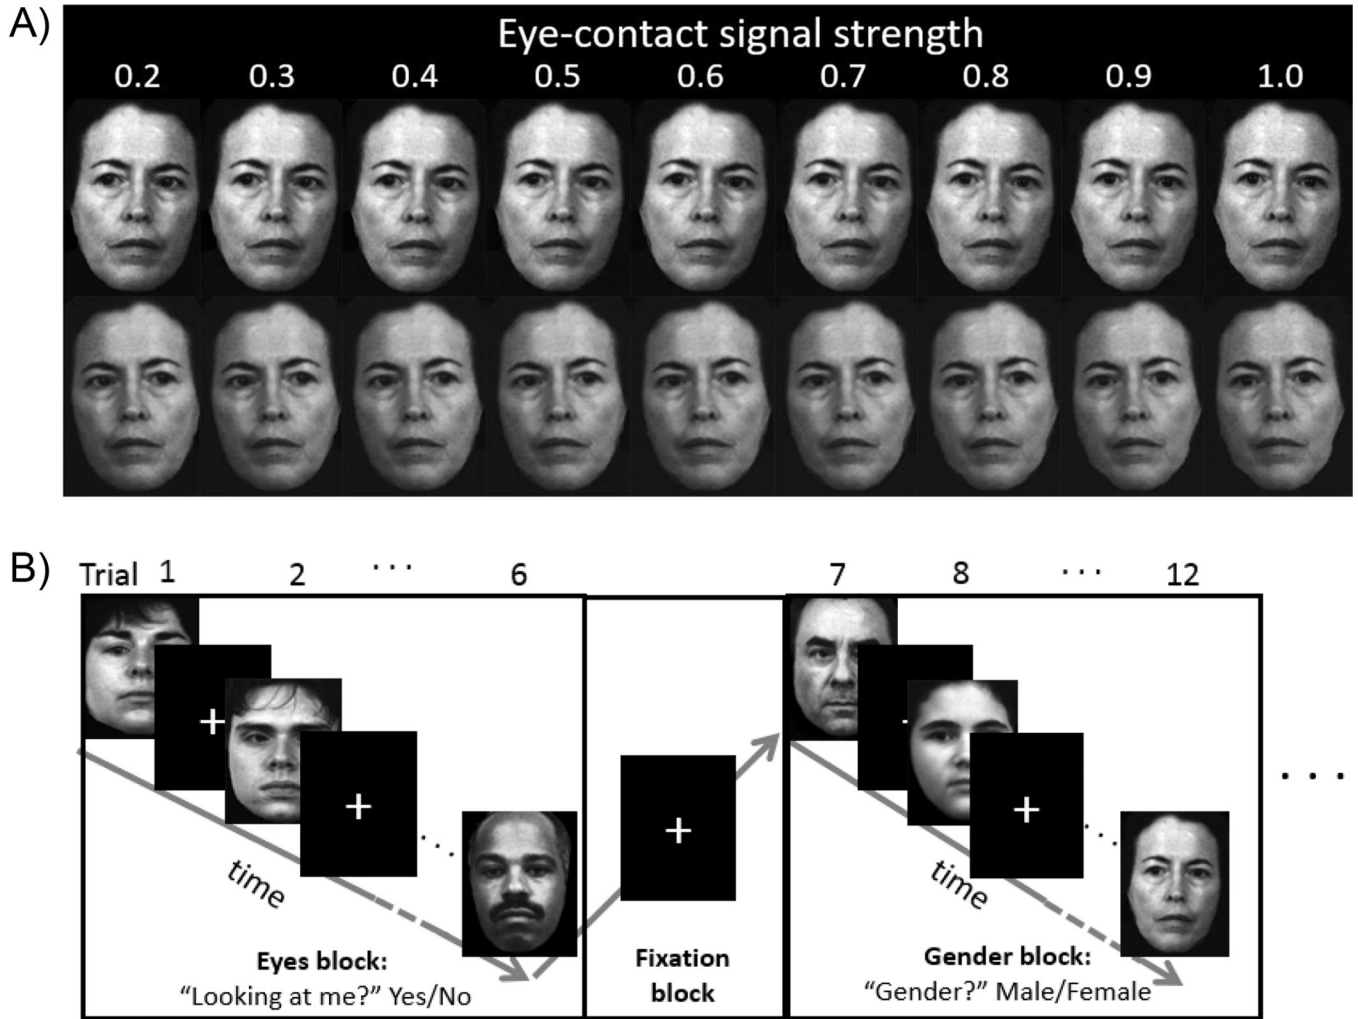 A)
Eye-contact signal strength
0.2 0.3 0.4 0.5 0.6 0.7 0.8 0.9 1.0
B)
Trial 1 2 ... 6 7 8 ... 12
time
time
Eyes block:
"Looking at me?" Yes/No
Fixation
block
Gender block:
"Gender?" Male/Female